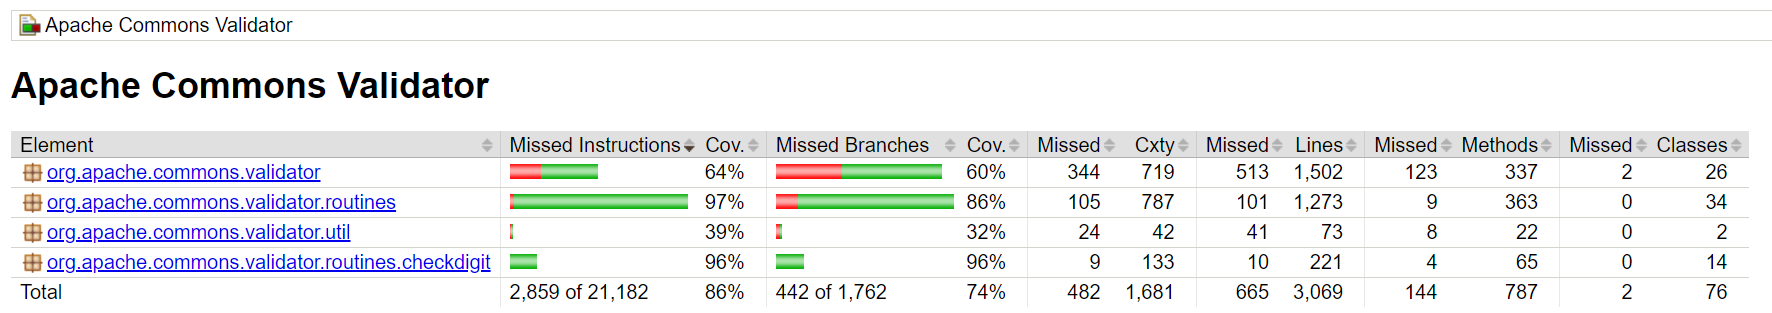 Apache Commons Validator
Apache Commons Validator
Element Missed Instructions Cov. Missed Branches Cov. Missed Cxty Missed Lines Missed Methods Missed Classes
org.apache.commons.validator 64% 60% 344 719 513 1,502 123 337 2 26
org.apache.commons.validator.routines 97% 86% 105 787 101 1,273 9 363 0 34
org.apache.commons.validator.util 39% 32% 24 42 41 73 8 22 0 2
org.apache.commons.validator.routines.checkdigit 96% 96% 9 133 10 221 4 65 0 14
Total 2,859 of 21,182 86% 442 of 1,762 74% 482 1,681 665 3,069 144 787 2 76